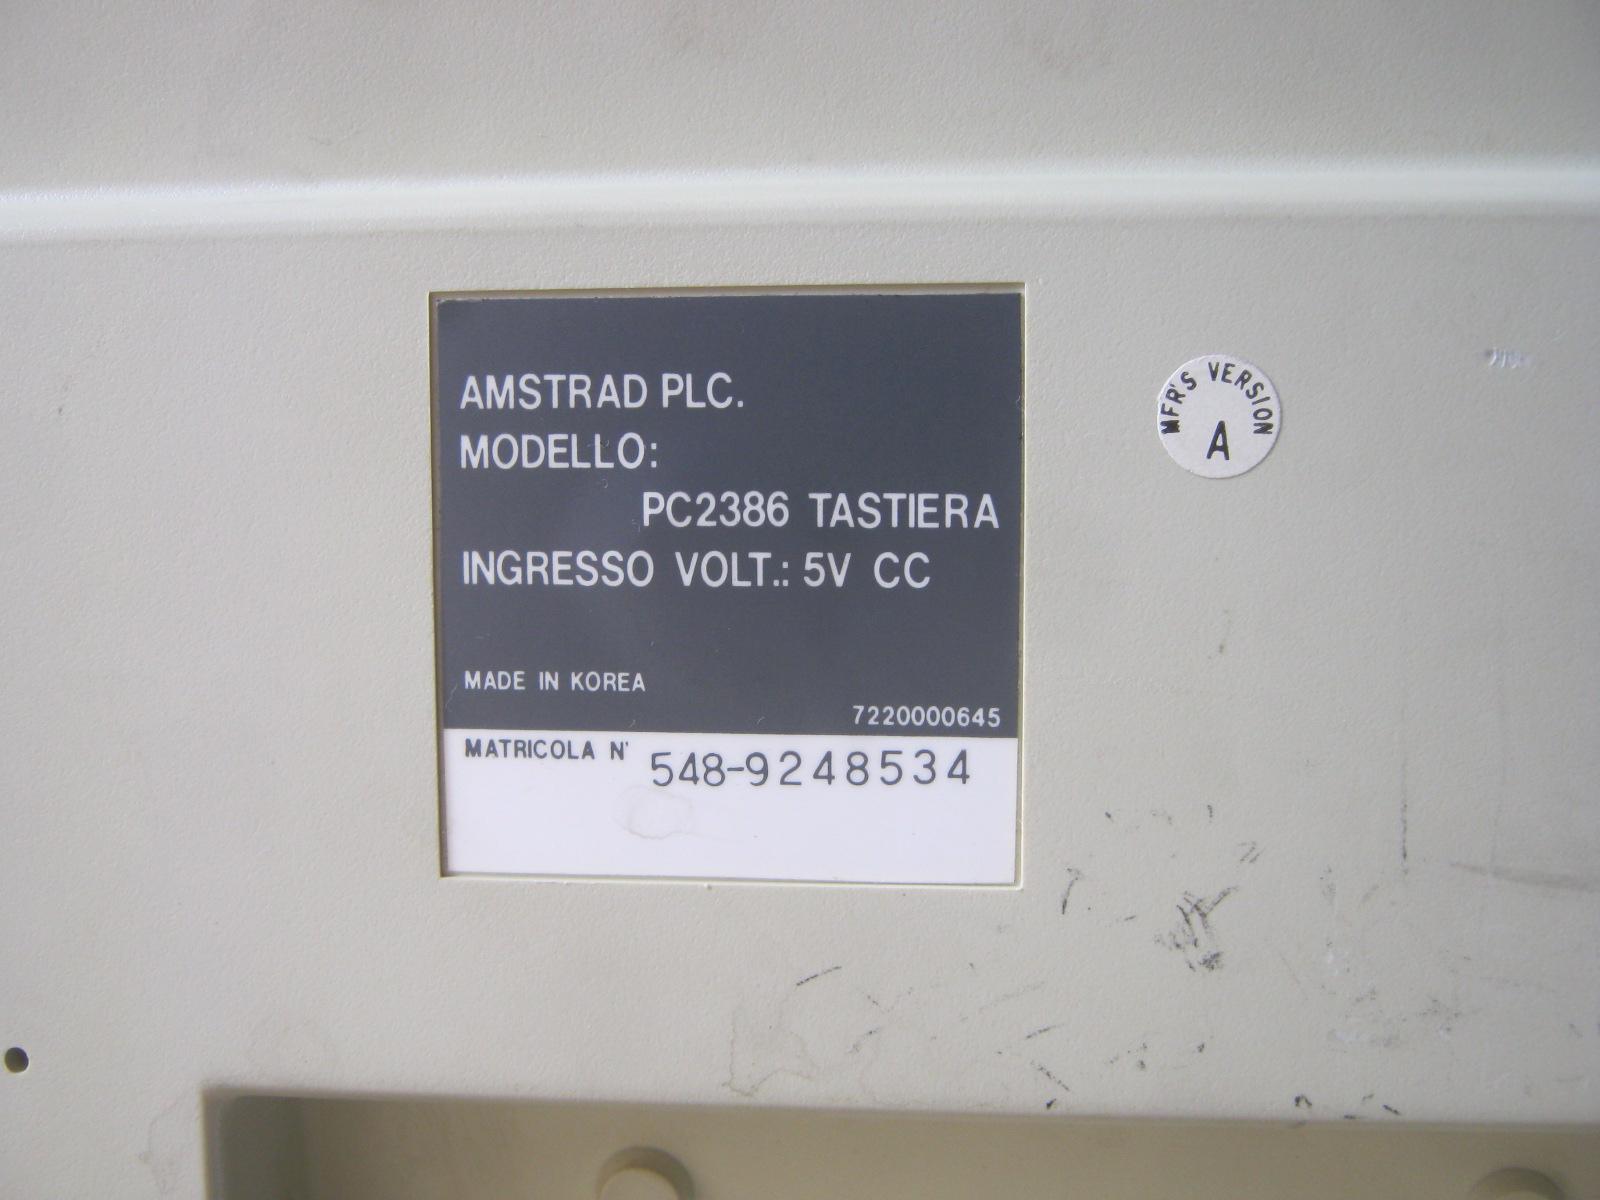 AMSTRAD PLC.
MODELLO:
PC2386 TASTIERA
INGRESSO VOLT.: 5V CC
MADE IN KOREA
7220000645
MATRICOLA N' 548-9248534
MFR'S VERSION
A